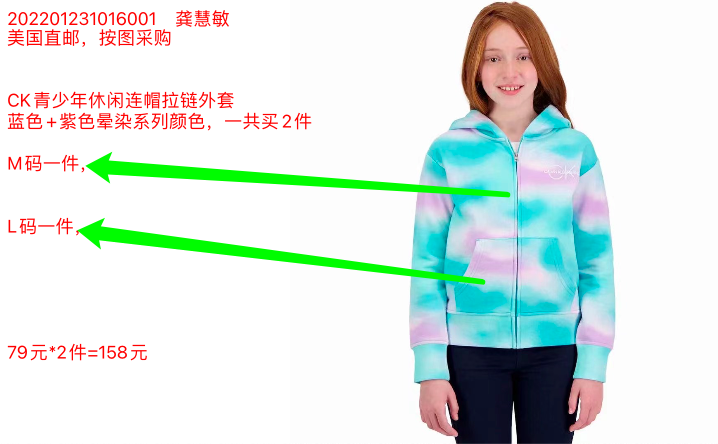 202201231016001 龚慧敏
美国直邮，按图采购
CK青少年休闲连帽拉链外套
蓝色+紫色晕染系列颜色，一共买2件
M码一件，
L码一件，
79元*2件=158元
CK